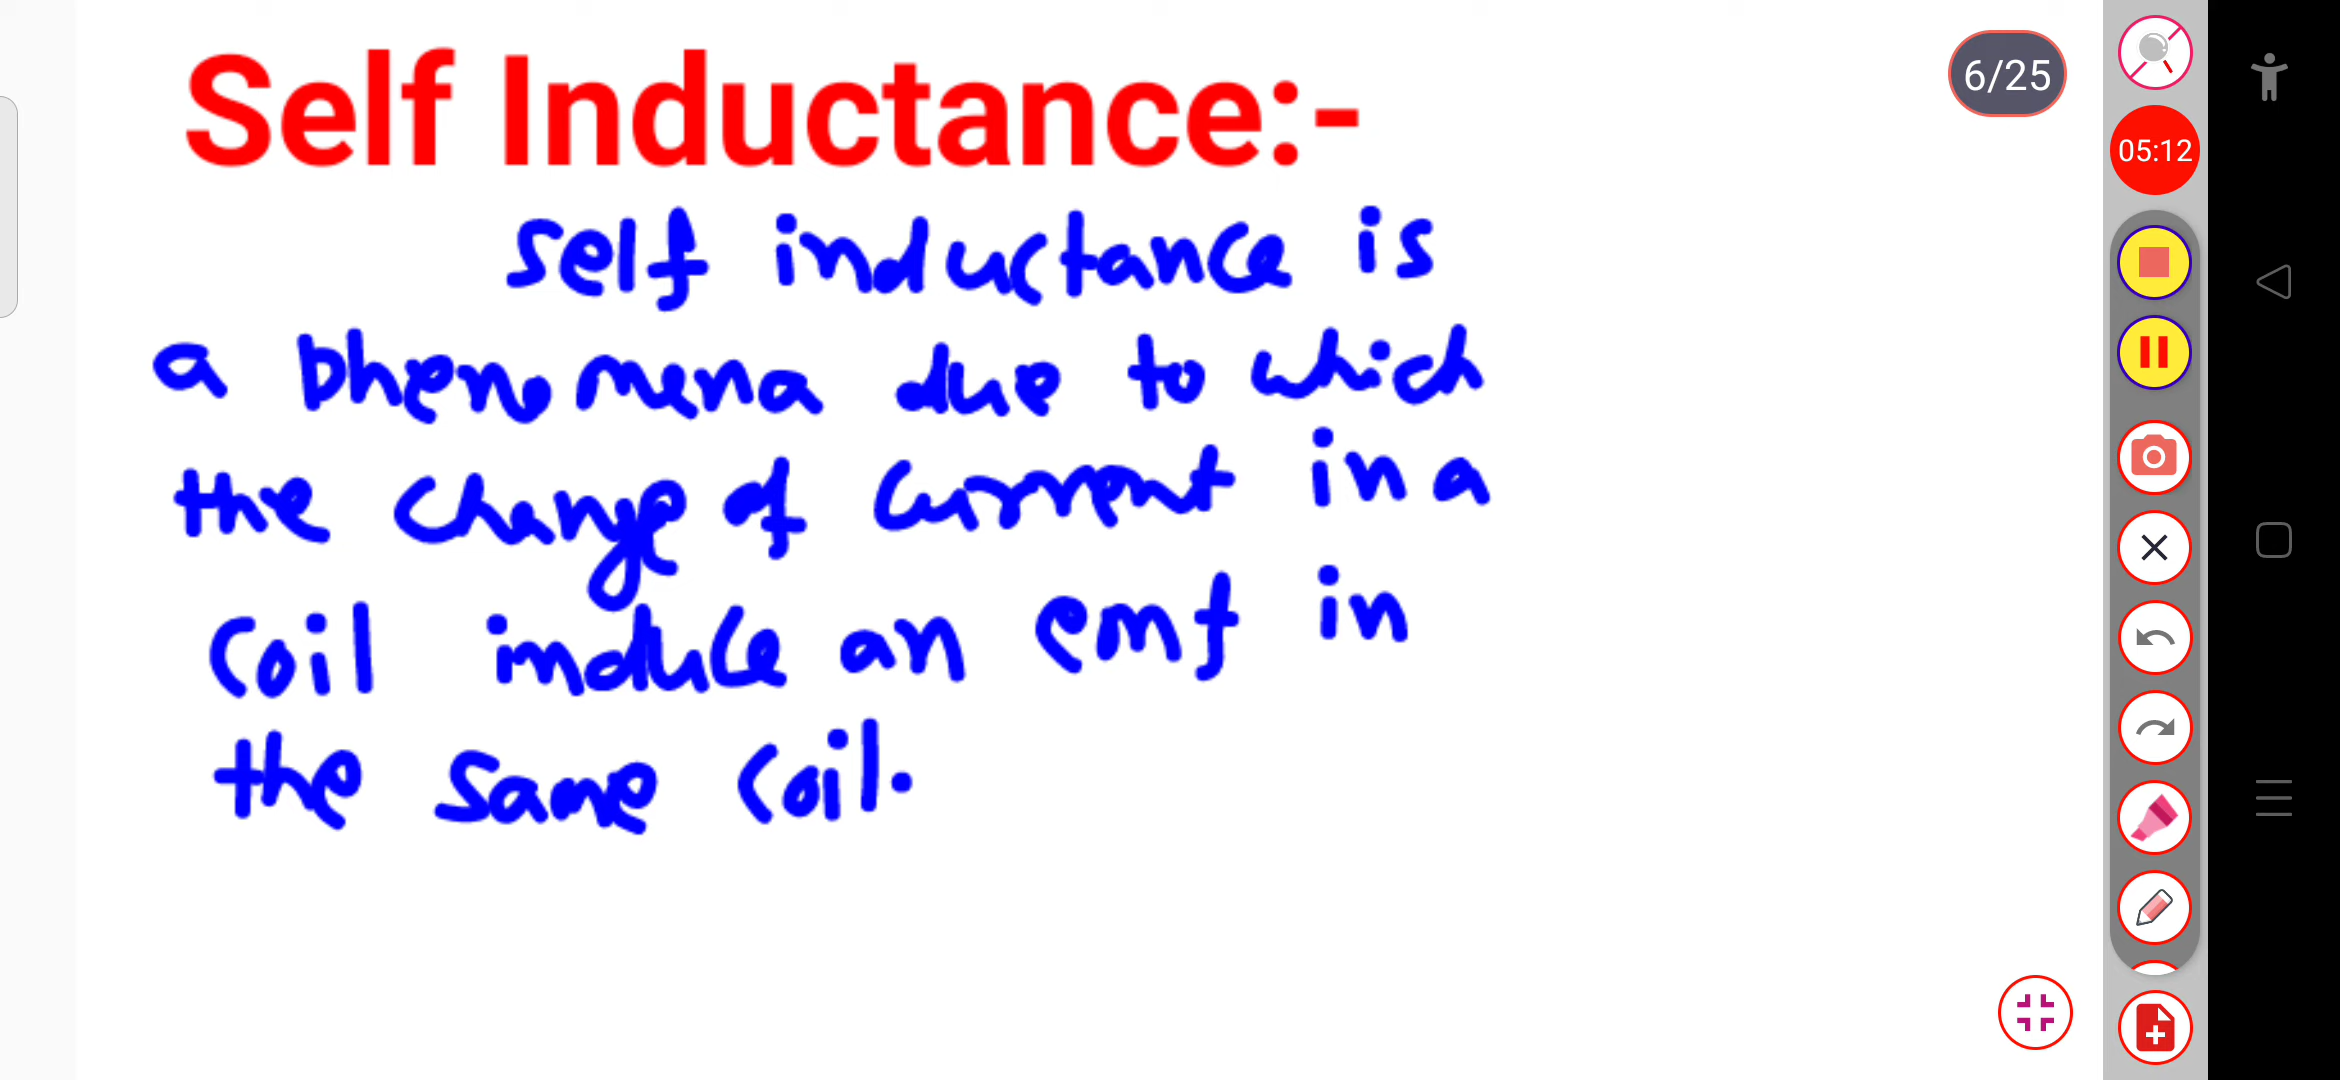 Self Inductance:-
6/25
05:12
self inductance is
a phenomena due to which
the change of current in a
coil induce an emf in
the same coil.